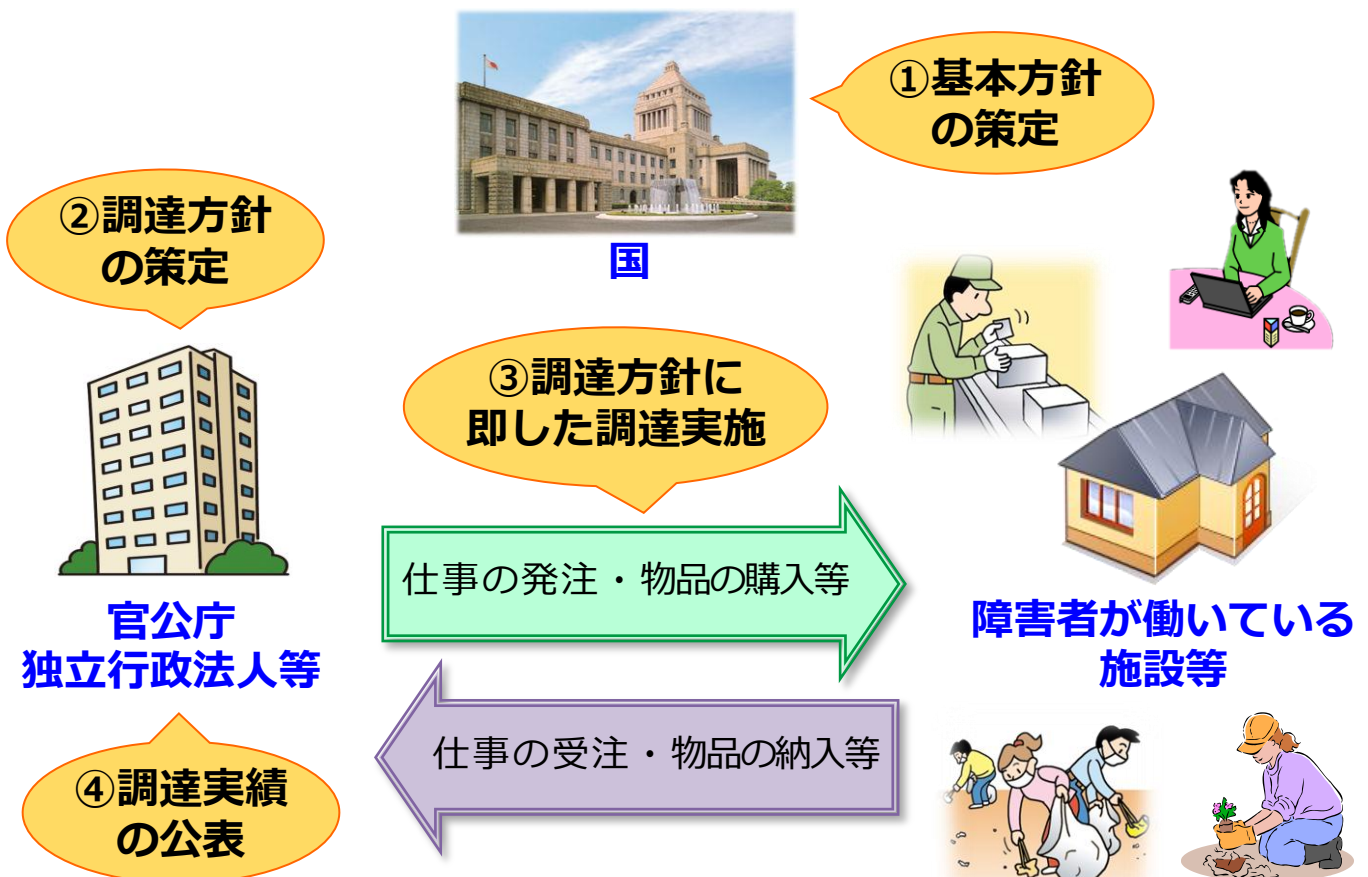 ①基本方針
の策定
国
②調達方針
の策定
③調達方針に
即した調達実施
仕事の発注・物品の購入等
官公庁
独立行政法人等
障害者が働いている
施設等
仕事の受注・物品の納入等
④調達実績
の公表